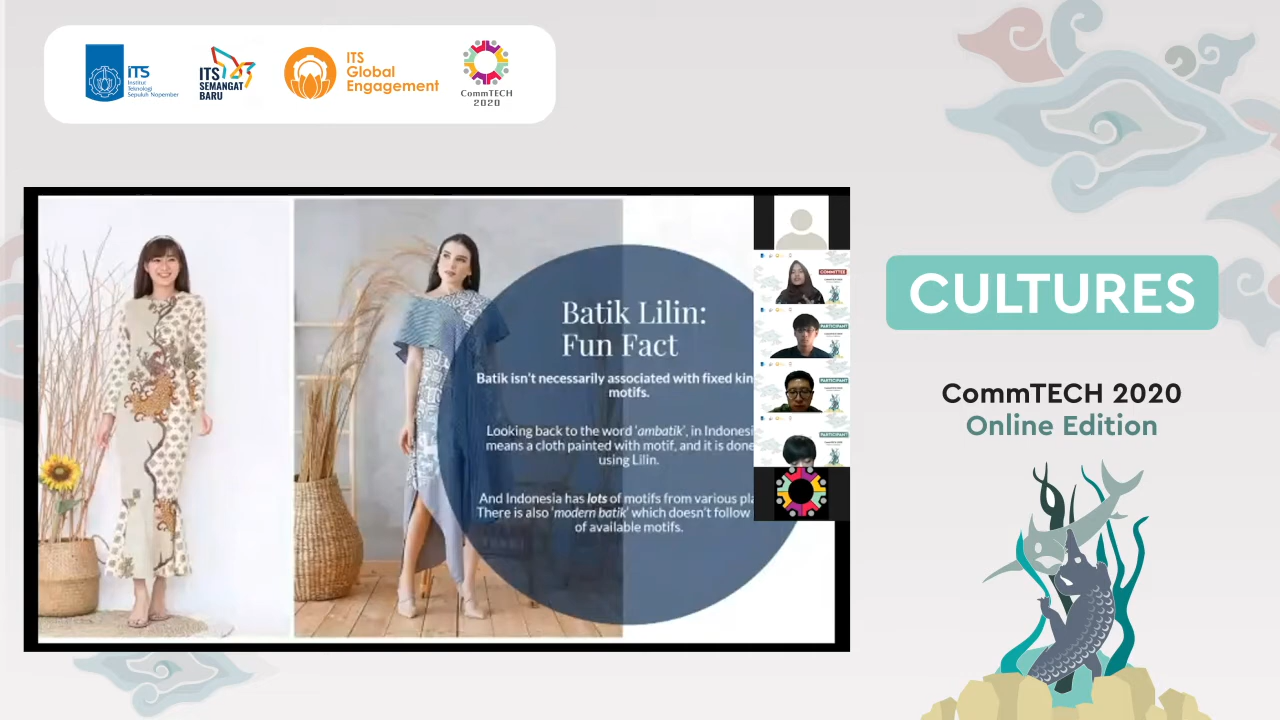 ITS
Institut
Teknologi
Sepuluh Nopember
ITS
SEMANGAT
BARU
ITS
Global
Engagement
CommTECH
2020
Batik Lilin:
Fun Fact
Batik isn't necessarily associated with fixed kin
motifs.
Looking back to the word 'ambatik', in Indonesi
means a cloth painted with motif, and it is done
using Lilin.
And Indonesia has lots of motifs from various pla
There is also 'modern batik' which doesn't follow
of available motifs.
COMMITTEE
PARTICIPANT
PARTICIPANT
PARTICIPANT
CULTURES
CommTECH 2020
Online Edition